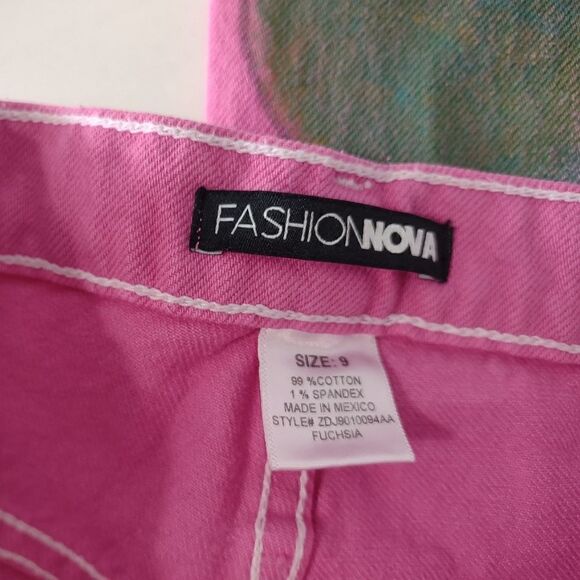 FASHIONNOVA
SIZE: 9
99 %COTTON
1 % SPANDEX
MADE IN MEXICO
STYLE# ZDJ9010094AA
FUCHSIA